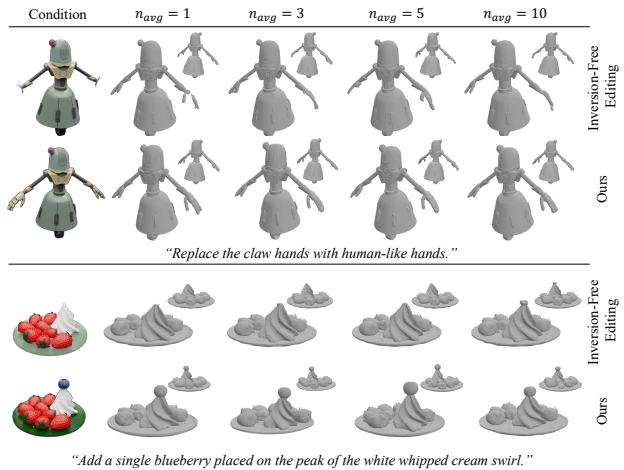 Condition n_avg = 1 n_avg = 3 n_avg = 5 n_avg = 10
Inversion-Free
Editing
Ours
“Replace the claw hands with human-like hands.”
Inversion-Free
Editing
Ours
“Add a single blueberry placed on the peak of the white whipped cream swirl.”